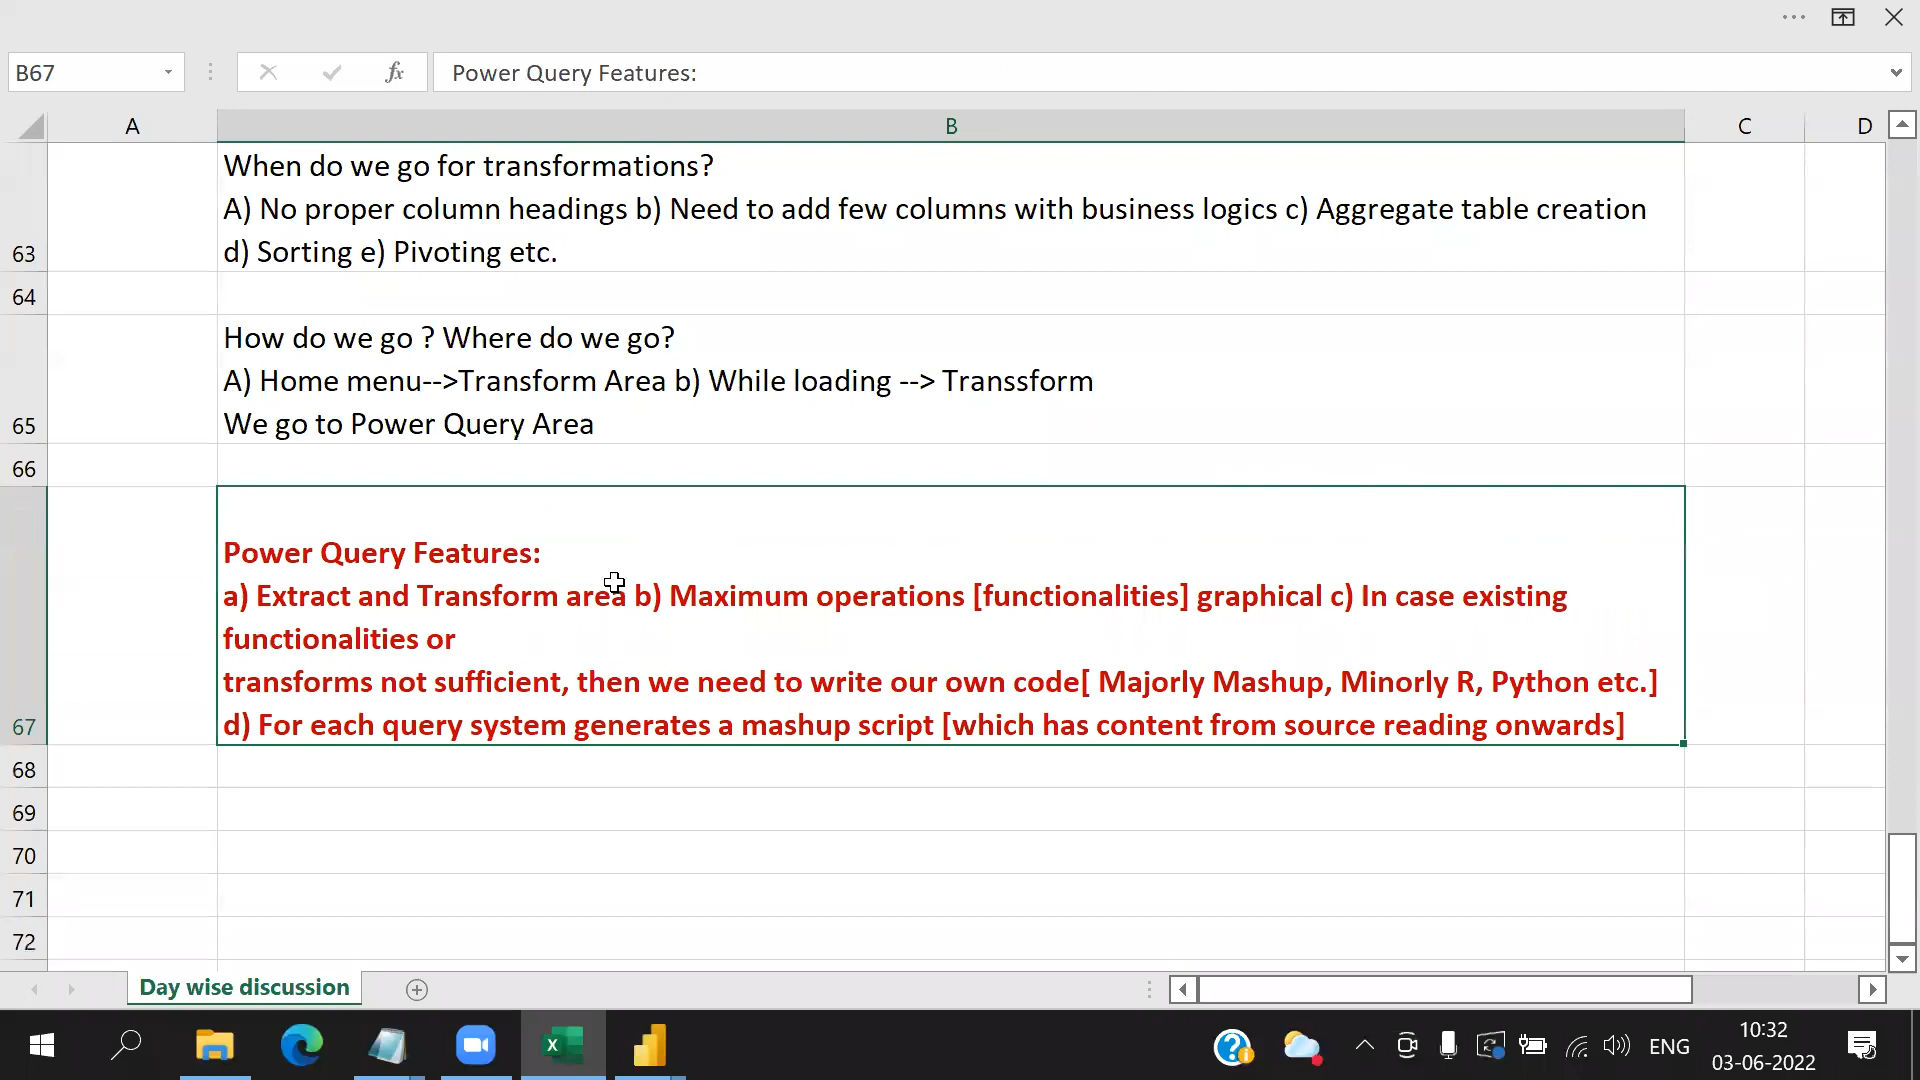 B67
fx
Power Query Features:
A
B
C
D
When do we go for transformations?
A) No proper column headings b) Need to add few columns with business logics c) Aggregate table creation
d) Sorting e) Pivoting etc.
63
64
How do we go ? Where do we go?
A) Home menu-->Transform Area b) While loading --> Transsform
We go to Power Query Area
65
66
Power Query Features:
a) Extract and Transform area b) Maximum operations [functionalities] graphical c) In case existing
functionalities or
transforms not sufficient, then we need to write our own code[ Majorly Mashup, Minorly R, Python etc.]
d) For each query system generates a mashup script [which has content from source reading onwards]
67
68
69
70
71
72
Day wise discussion
ENG
10:32
03-06-2022